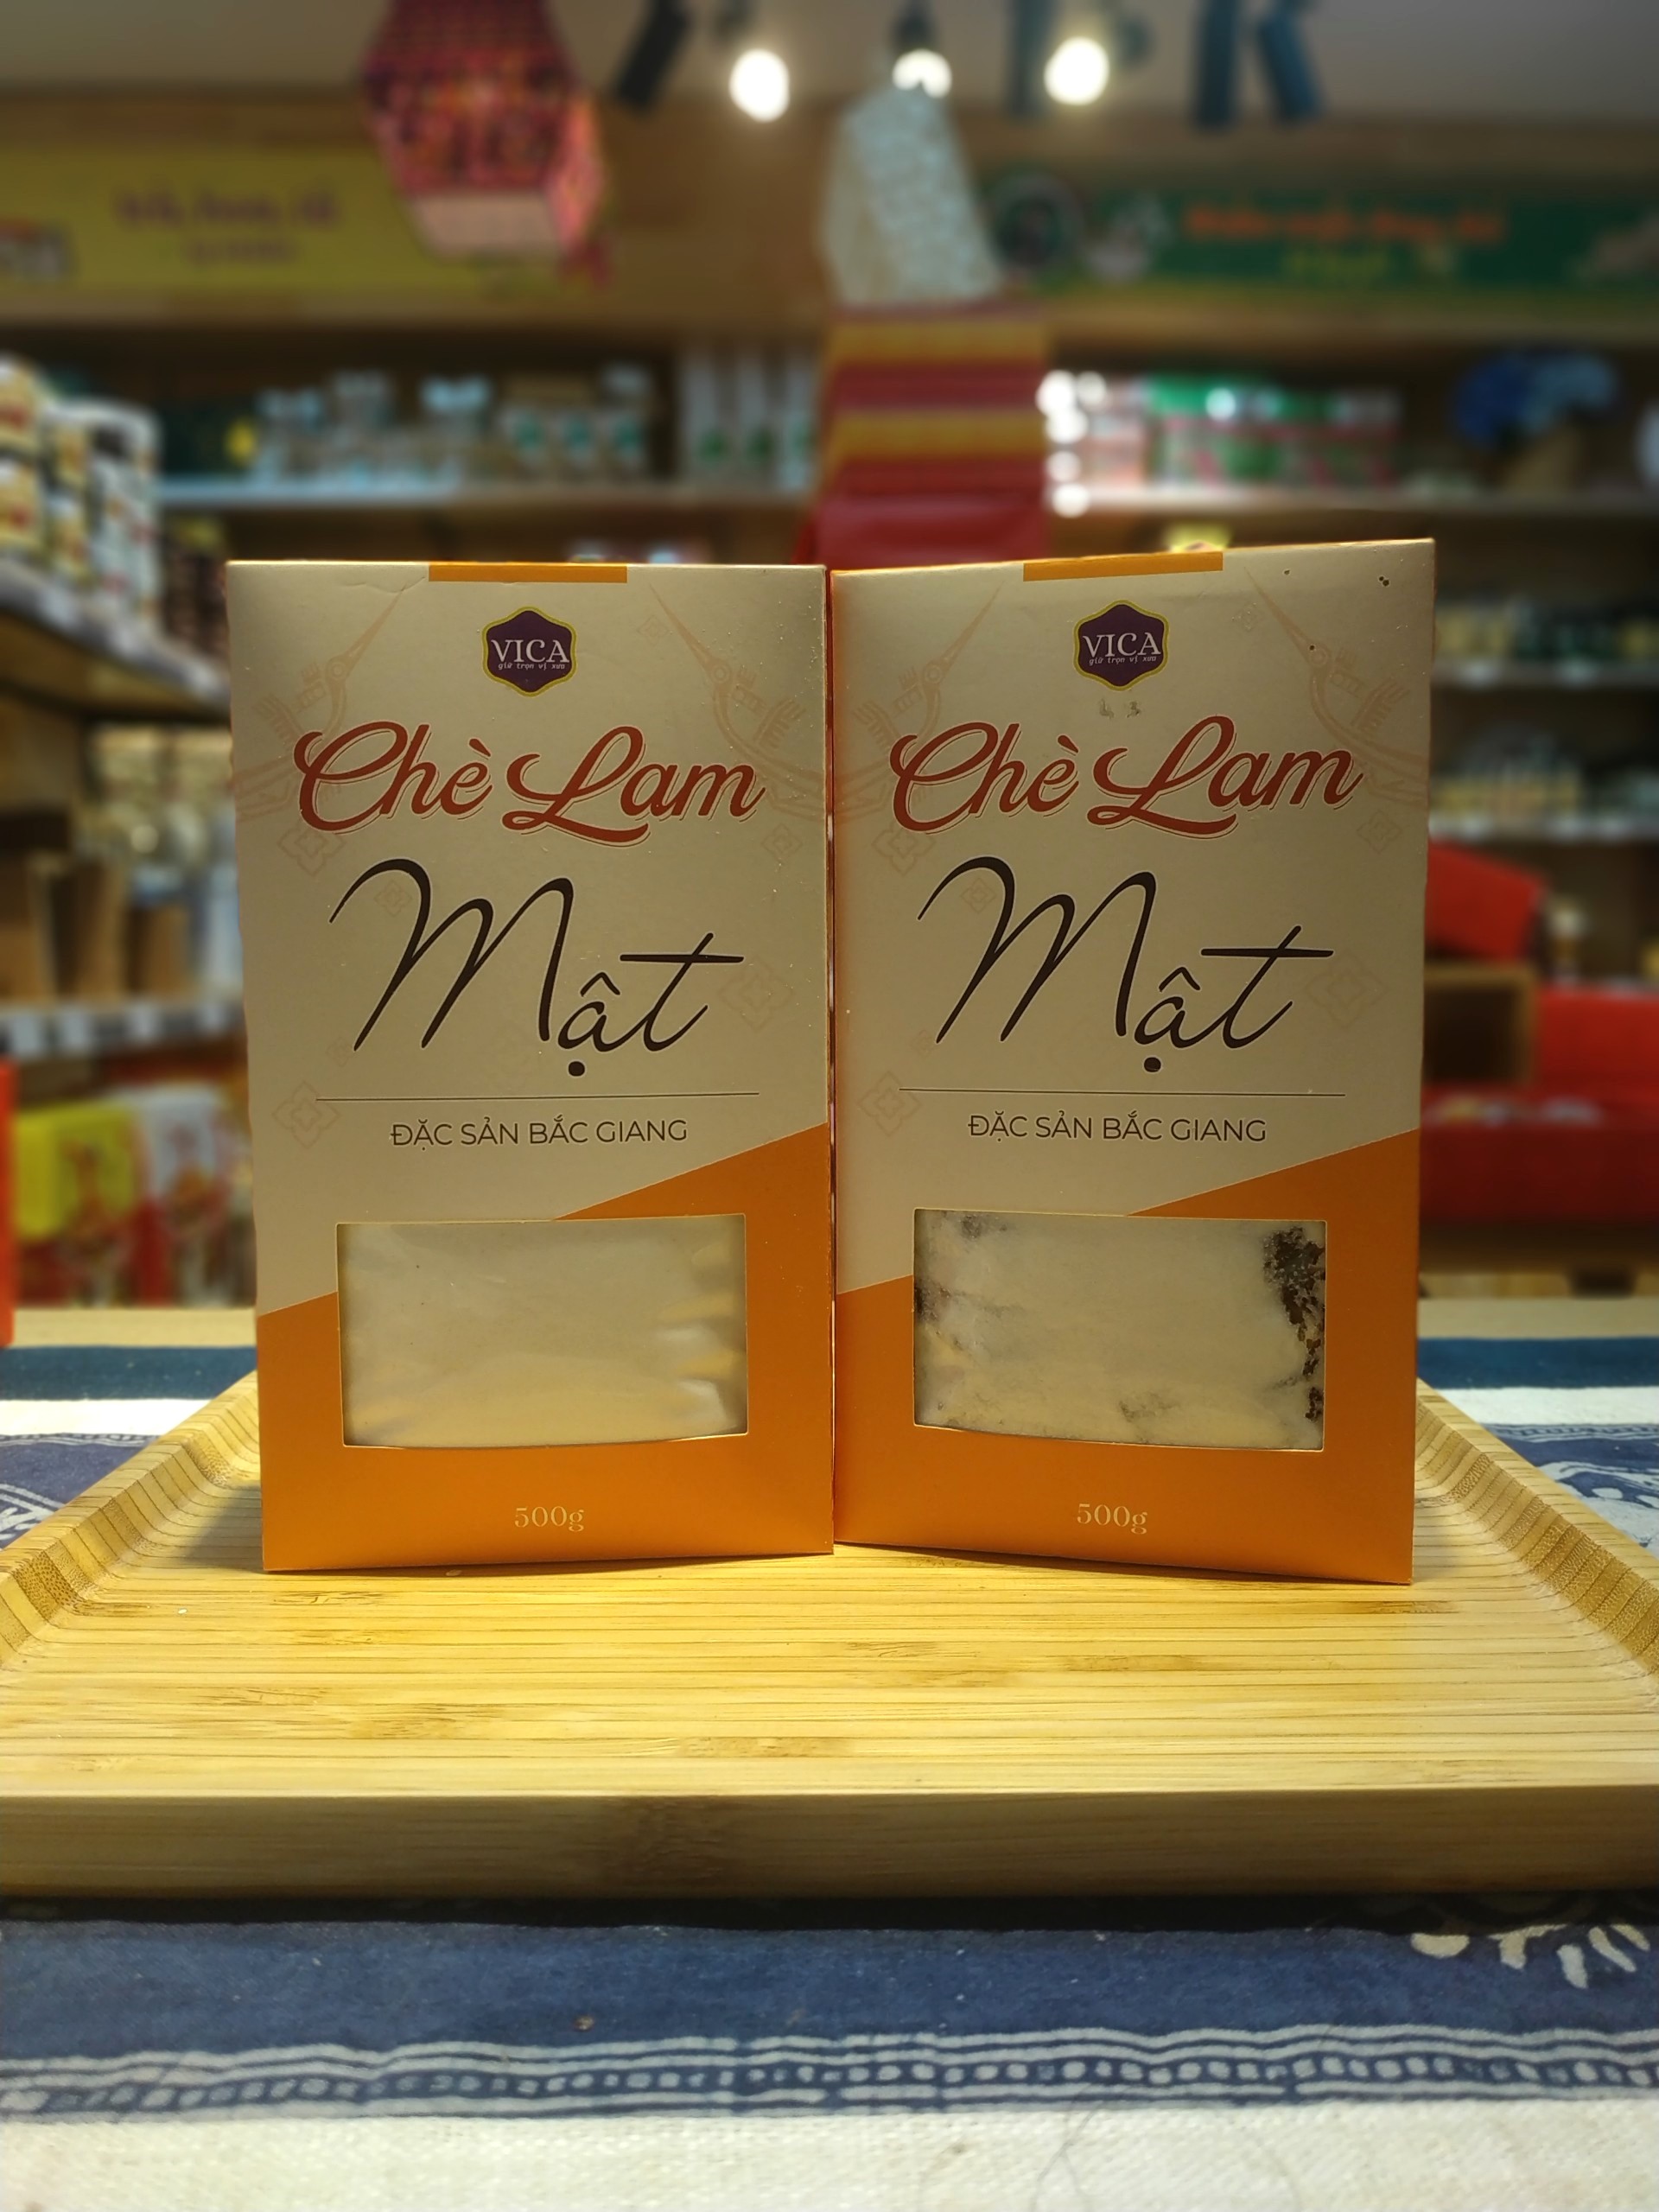 VICA
giữ trọn vị xưa
Chè Lam
Mật
ĐẶC SẢN BẮC GIANG
500g
VICA
giữ trọn vị xưa
Chè Lam
Mật
ĐẶC SẢN BẮC GIANG
500g